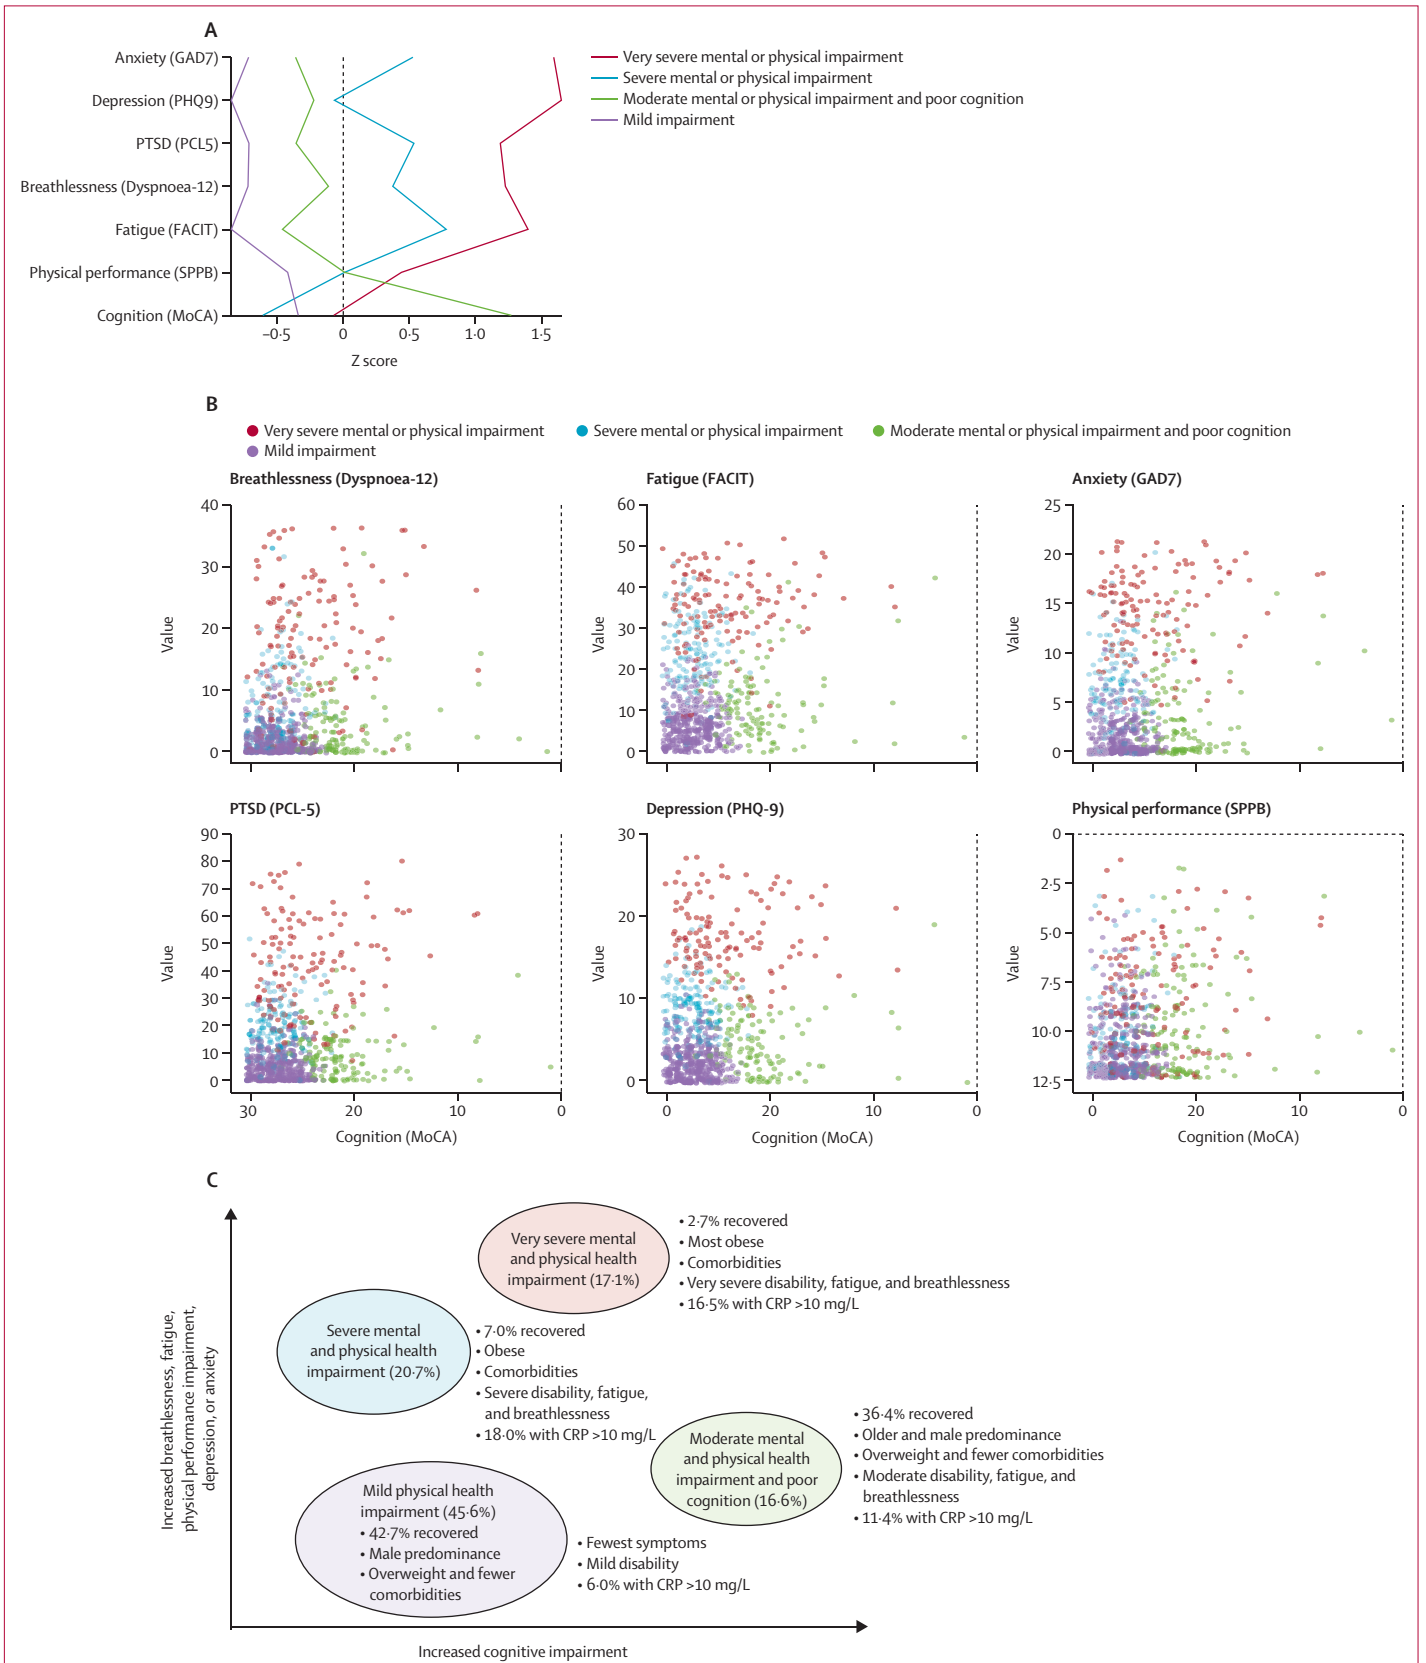 A
Anxiety (GAD7)
Depression (PHQ9)
PTSD (PCL5)
Breathlessness (Dyspnoea-12)
Fatigue (FACIT)
Physical performance (SPPB)
Cognition (MoCA)
–0·5 0 0·5 1·0 1·5
Z score
Very severe mental or physical impairment
Severe mental or physical impairment
Moderate mental or physical impairment and poor cognition
Mild impairment
B
Very severe mental or physical impairment Severe mental or physical impairment Moderate mental or physical impairment and poor cognition
Mild impairment
Breathlessness (Dyspnoea-12)
Value
40
30
20
10
0
Fatigue (FACIT)
Value
60
50
40
30
20
10
0
Anxiety (GAD7)
Value
25
20
15
10
5
0
PTSD (PCL-5)
Value
90
80
70
60
50
40
30
20
10
0
30 20 10 0
Cognition (MoCA)
Depression (PHQ-9)
Value
30
20
10
0
0 20 10 0
Cognition (MoCA)
Physical performance (SPPB)
Value
0
2·5
5·0
7·5
10·0
12·5
0 20 10 0
Cognition (MoCA)
C
Increased breathlessness, fatigue,
physical performance impairment,
depression, or anxiety
Very severe mental
and physical health
impairment (17·1%)
• 2·7% recovered
• Most obese
• Comorbidities
• Very severe disability, fatigue, and breathlessness
• 16·5% with CRP >10 mg/L
Severe mental
and physical health
impairment (20·7%)
• 7·0% recovered
• Obese
• Comorbidities
• Severe disability, fatigue,
and breathlessness
• 18·0% with CRP >10 mg/L
Moderate mental
and physical health
impairment and poor
cognition (16·6%)
• 36·4% recovered
• Older and male predominance
• Overweight and fewer comorbidities
• Moderate disability, fatigue, and
breathlessness
• 11·4% with CRP >10 mg/L
Mild physical health
impairment (45·6%)
• 42·7% recovered
• Male predominance
• Overweight and fewer
comorbidities
• Fewest symptoms
• Mild disability
• 6·0% with CRP >10 mg/L
Increased cognitive impairment